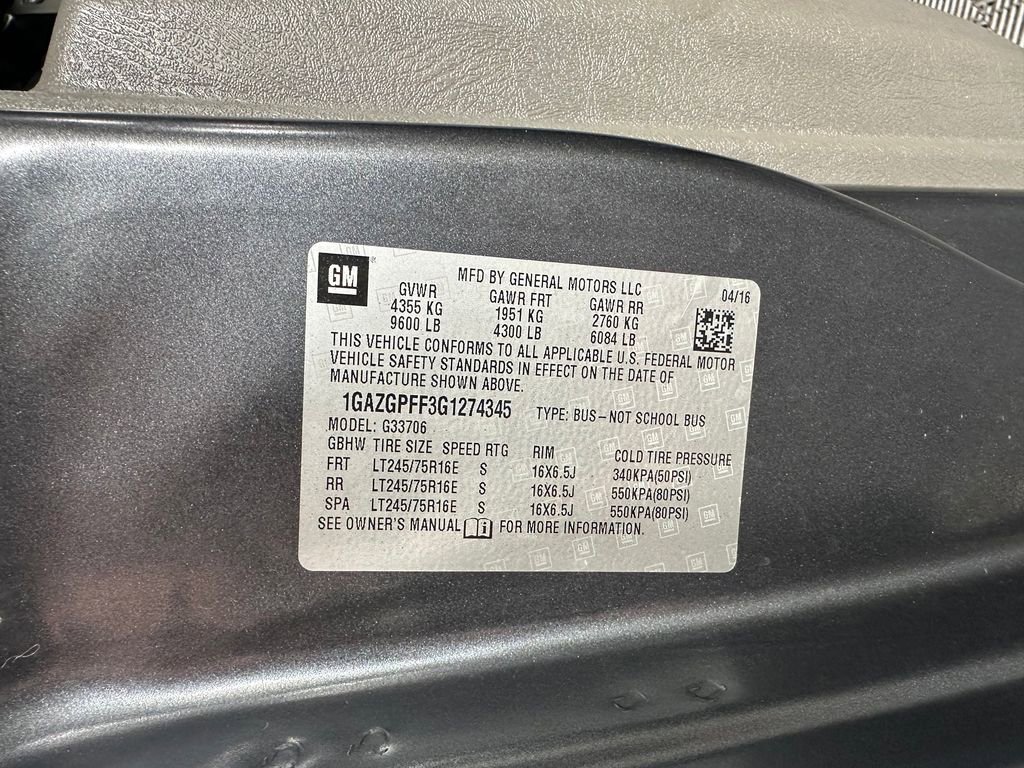 GM
MFD BY GENERAL MOTORS LLC
04/16
GVWR GAWR FRT GAWR RR
4355 KG 1951 KG 2760 KG
9600 LB 4300 LB 6084 LB
THIS VEHICLE CONFORMS TO ALL APPLICABLE U.S. FEDERAL MOTOR
VEHICLE SAFETY STANDARDS IN EFFECT ON THE DATE OF
MANUFACTURE SHOWN ABOVE.
1GAZGPFF3G1274345 TYPE: BUS–NOT SCHOOL BUS
MODEL: G33706
GBHW TIRE SIZE SPEED RTG RIM COLD TIRE PRESSURE
FRT LT245/75R16E S 16X6.5J 340KPA(50PSI)
RR LT245/75R16E S 16X6.5J 550KPA(80PSI)
SPA LT245/75R16E S 16X6.5J 550KPA(80PSI)
SEE OWNER'S MANUAL i FOR MORE INFORMATION.